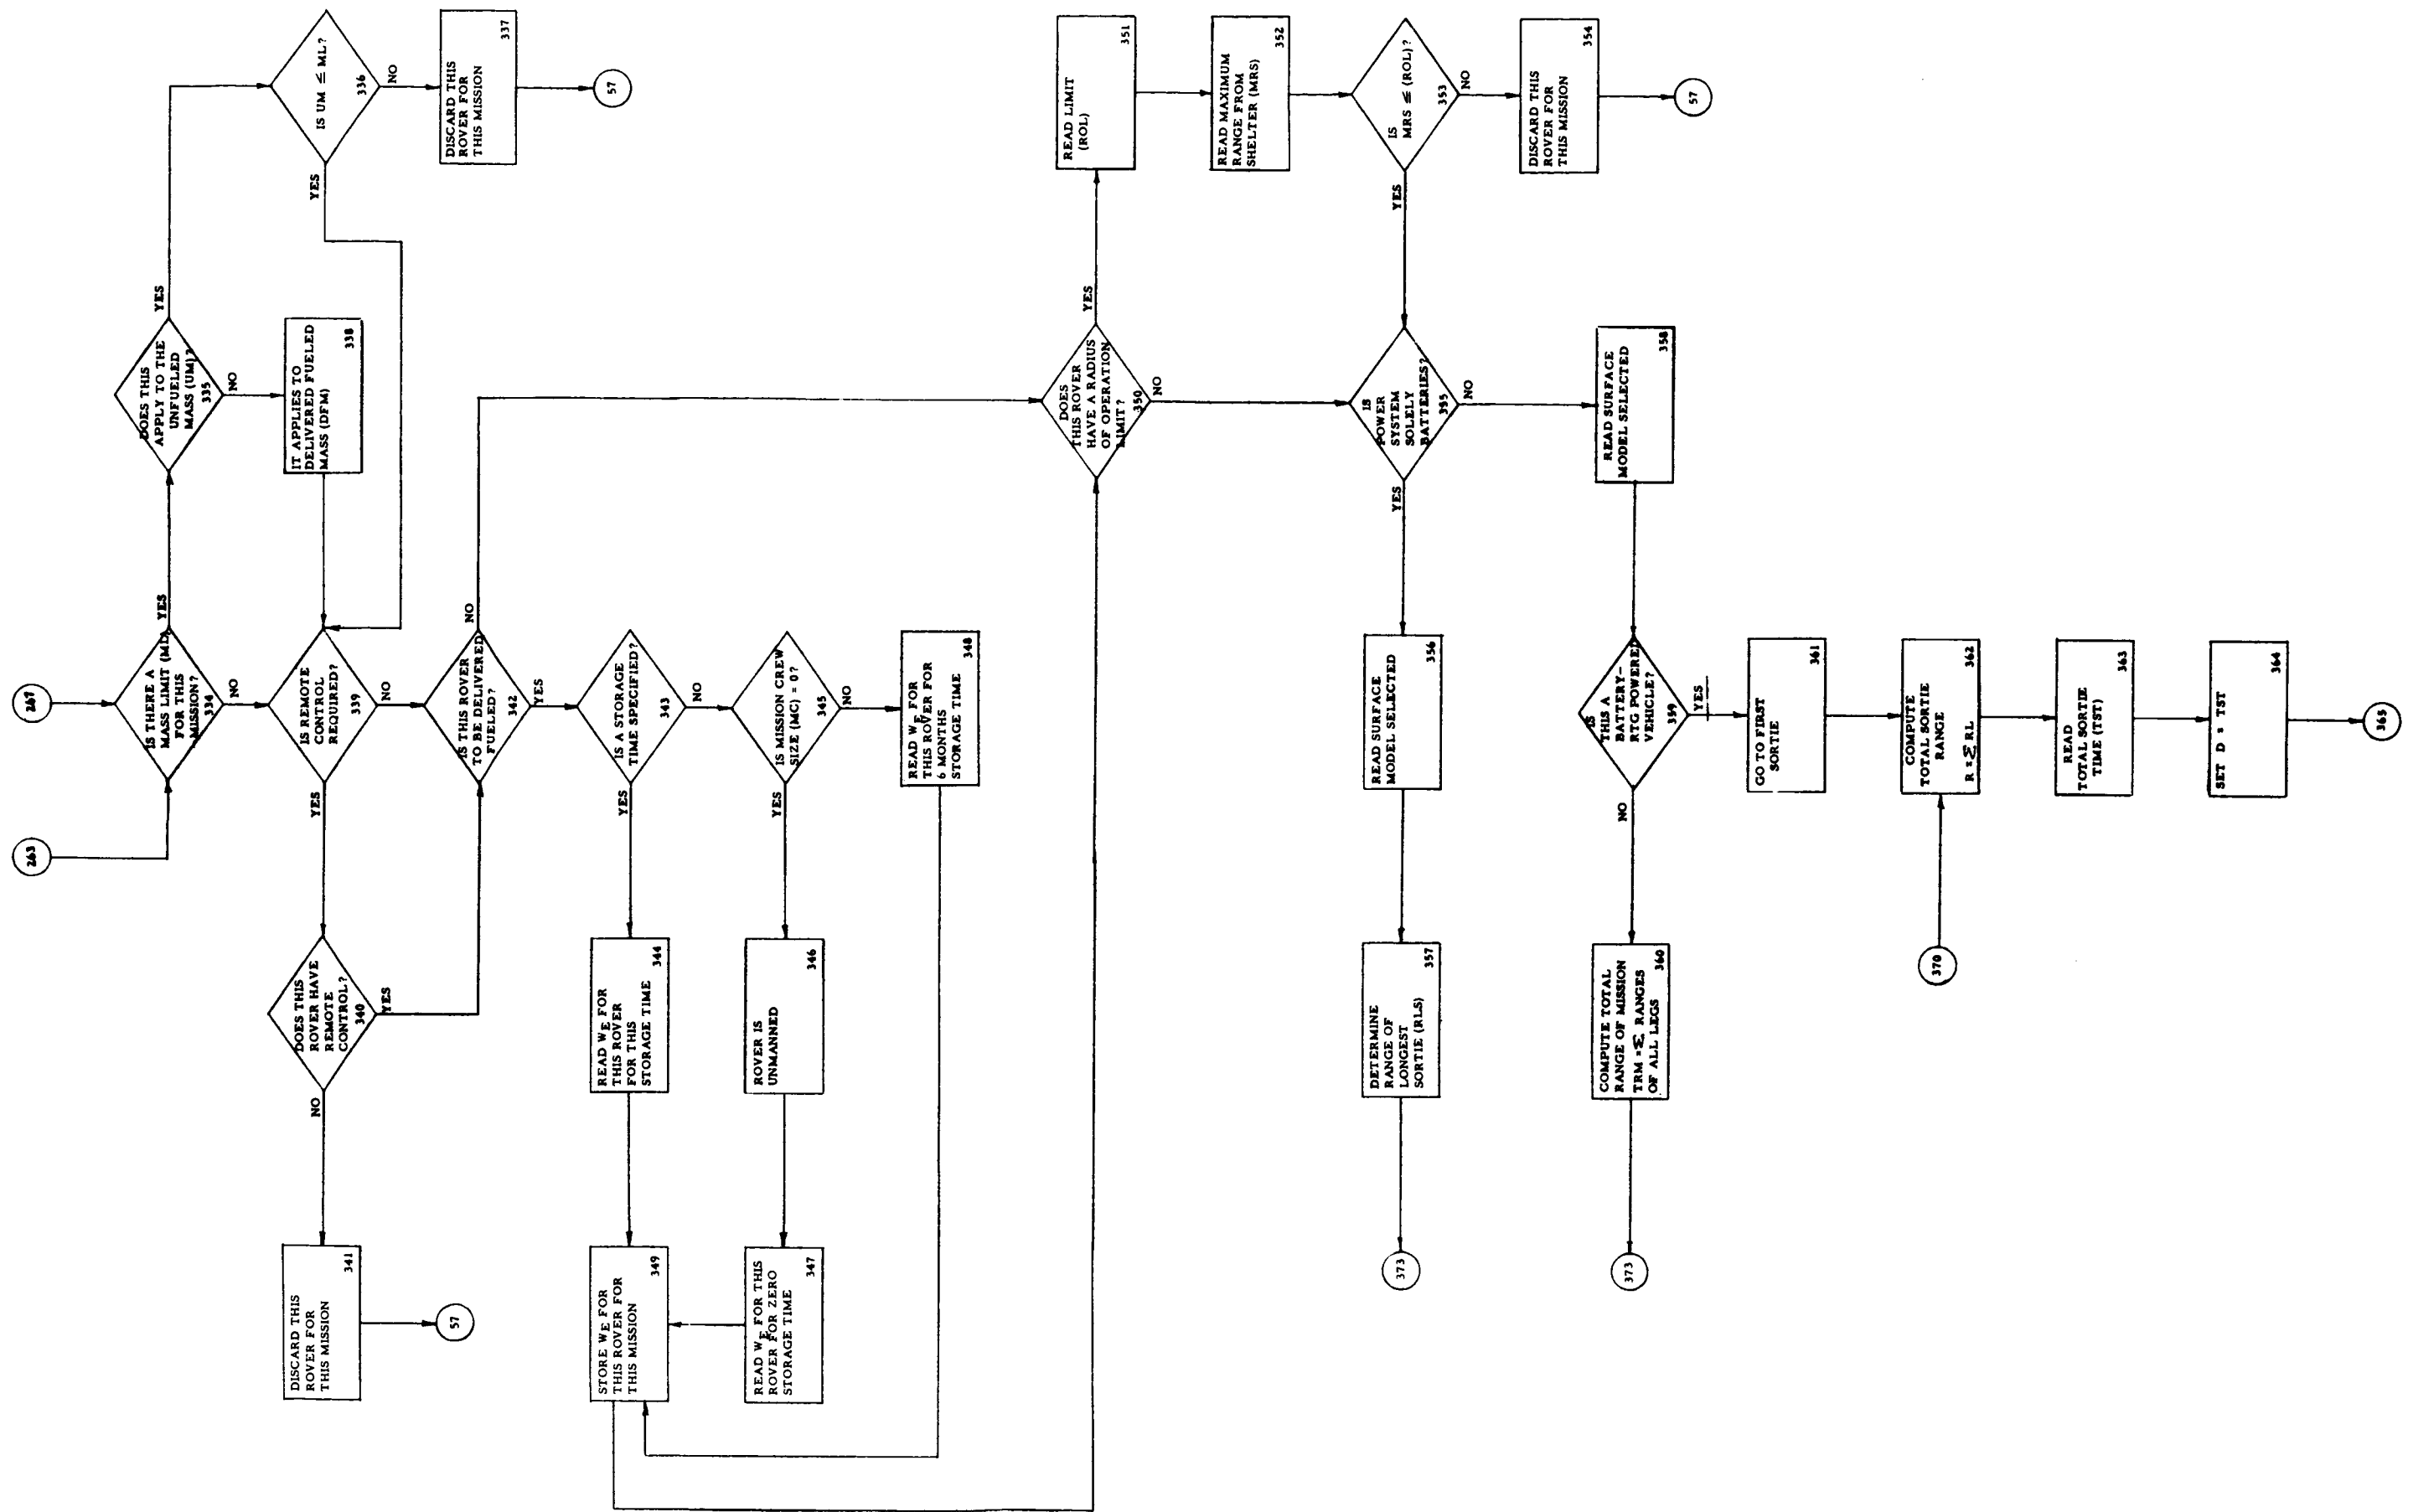 267
263
IS THERE A
MASS LIMIT (ML)
FOR THIS
MISSION?
334
YES
NO
DOES THIS
APPLY TO THE
UNFUELED
MASS (UM)?
335
YES
NO
IS UM ≤ ML?
336
YES
NO
DISCARD THIS
ROVER FOR
THIS MISSION
337
57
IT APPLIES TO
DELIVERED FUELED
MASS (DFM)
338
IS REMOTE
CONTROL
REQUIRED?
339
YES
NO
DOES THIS
ROVER HAVE
REMOTE
CONTROL?
340
YES
NO
DISCARD THIS
ROVER FOR
THIS MISSION
341
57
IS THIS ROVER
TO BE DELIVERED
FUELED?
342
NO
YES
IS A STORAGE
TIME SPECIFIED?
343
YES
NO
READ WE FOR
THIS ROVER
FOR THIS
STORAGE TIME
344
IS MISSION CREW
SIZE (MC) = 0?
345
YES
NO
ROVER IS
UNMANNED
346
READ WE FOR THIS
ROVER FOR ZERO
STORAGE TIME
347
READ WE FOR
THIS ROVER FOR
6 MONTHS
STORAGE TIME
348
STORE WE FOR
THIS ROVER FOR
THIS MISSION
349
DOES
THIS ROVER
HAVE A RADIUS
OF OPERATION
LIMIT?
350
YES
NO
READ LIMIT
(ROL)
351
READ MAXIMUM
RANGE FROM
SHELTER (MRS)
352
IS
MRS ≤ (ROL)?
353
YES
NO
DISCARD THIS
ROVER FOR
THIS MISSION
354
57
IS
POWER
SYSTEM
SOLELY
BATTERIES?
395
YES
NO
READ SURFACE
MODEL SELECTED
356
DETERMINE
RANGE OF
LONGEST
SORTIE (RLS)
357
373
READ SURFACE
MODEL SELECTED
358
IS
THIS A
BATTERY-
RTG POWERED
VEHICLE?
359
NO
YES
COMPUTE TOTAL
RANGE OF MISSION
TRM = Σ RANGES
OF ALL LEGS
360
373
GO TO FIRST
SORTIE
361
COMPUTE
TOTAL SORTIE
RANGE
R = Σ RL
362
370
READ
TOTAL SORTIE
TIME (TST)
363
SET D = TST
364
365